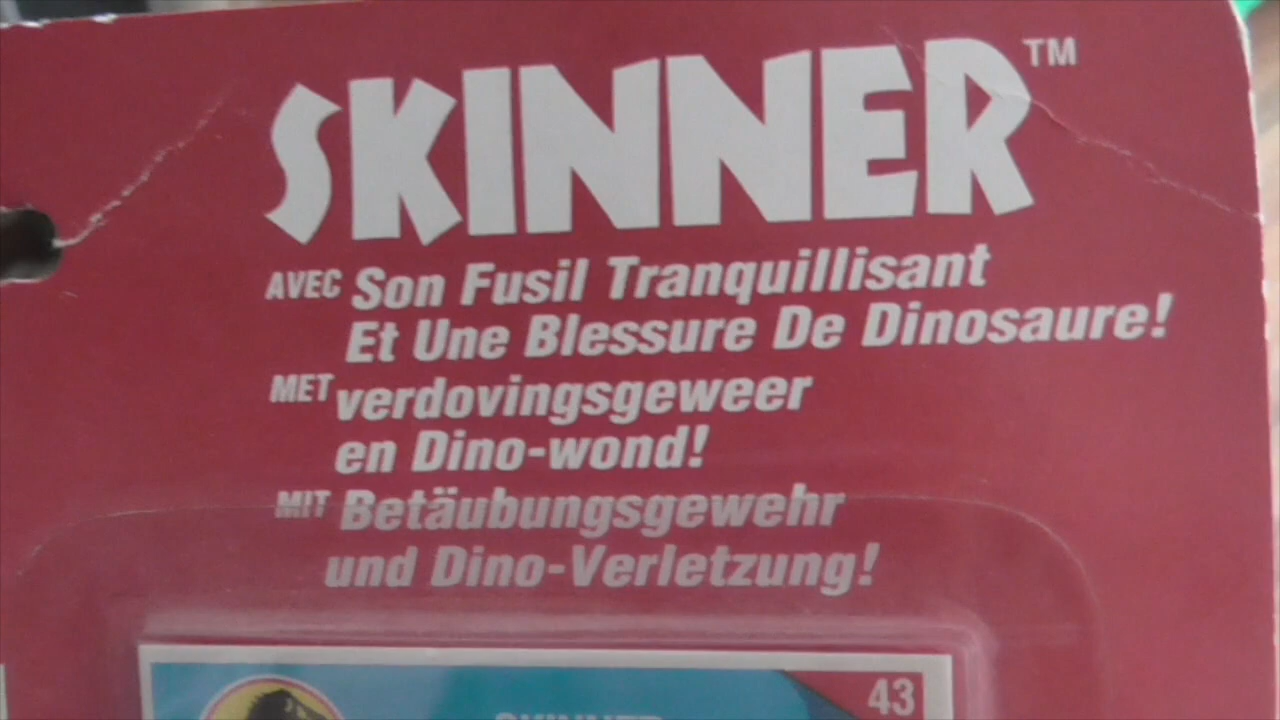 SKINNER™
AVEC Son Fusil Tranquillisant
Et Une Blessure De Dinosaure!
MET verdovingsgeweer
en Dino-wond!
MIT Betäubungsgewehr
und Dino-Verletzung!
43
SKINNER